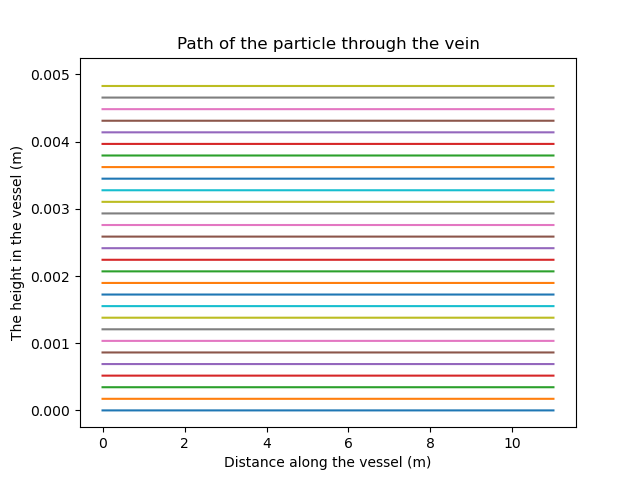 Path of the particle through the vein
0.005
0.004
0.003
0.002
0.001
0.000
The height in the vessel (m)
0 2 4 6 8 10
Distance along the vessel (m)